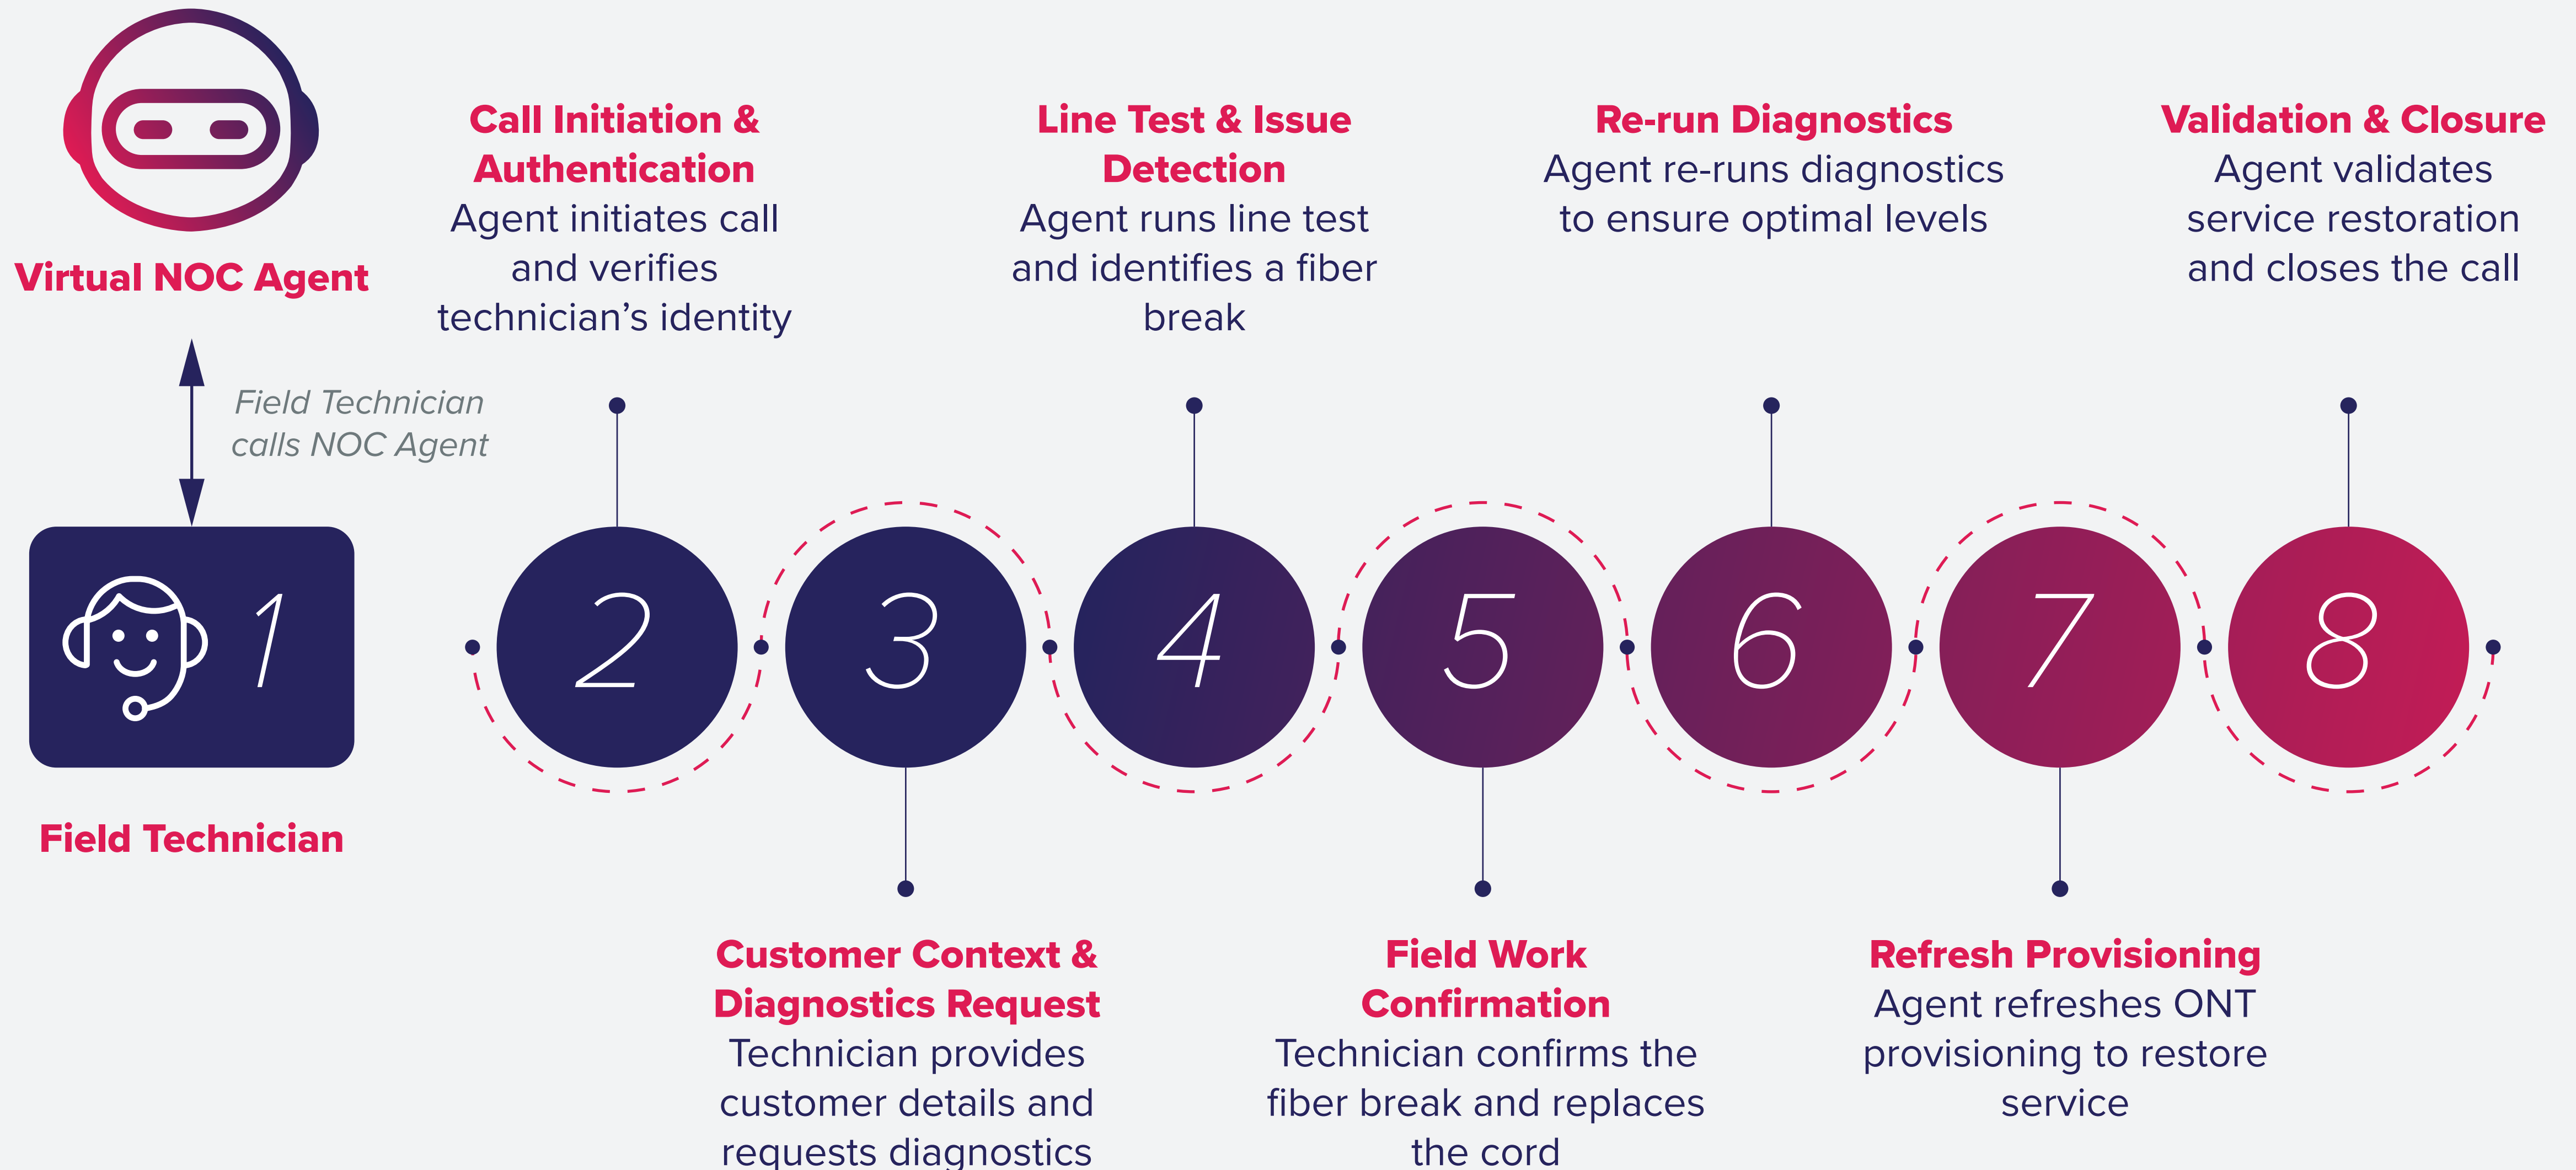 Virtual NOC Agent
Field Technician
calls NOC Agent
1
Field Technician
Call Initiation &
Authentication
Agent initiates call
and verifies
technician’s identity
2
3
Customer Context &
Diagnostics Request
Technician provides
customer details and
requests diagnostics
Line Test & Issue
Detection
Agent runs line test
and identifies a fiber
break
4
5
Field Work
Confirmation
Technician confirms the
fiber break and replaces
the cord
Re-run Diagnostics
Agent re-runs diagnostics
to ensure optimal levels
6
7
Refresh Provisioning
Agent refreshes ONT
provisioning to restore
service
Validation & Closure
Agent validates
service restoration
and closes the call
8